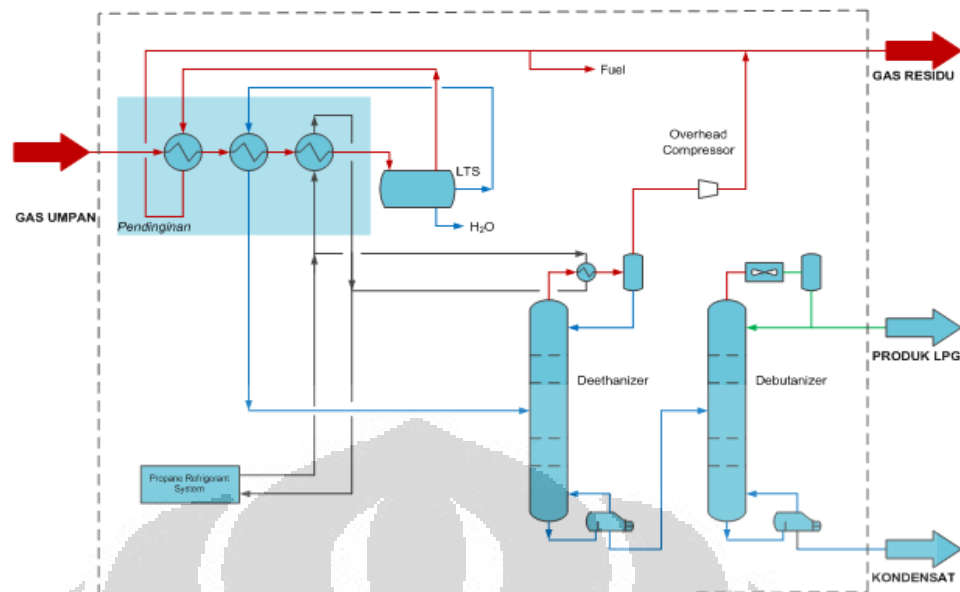 Fuel
GAS RESIDU
Overhead
Compressor
LTS
GAS UMPAN
Pendinginan
H₂O
PRODUK LPG
Deethanizer
Debutanizer
Propane Refrigerant
System
KONDENSAT